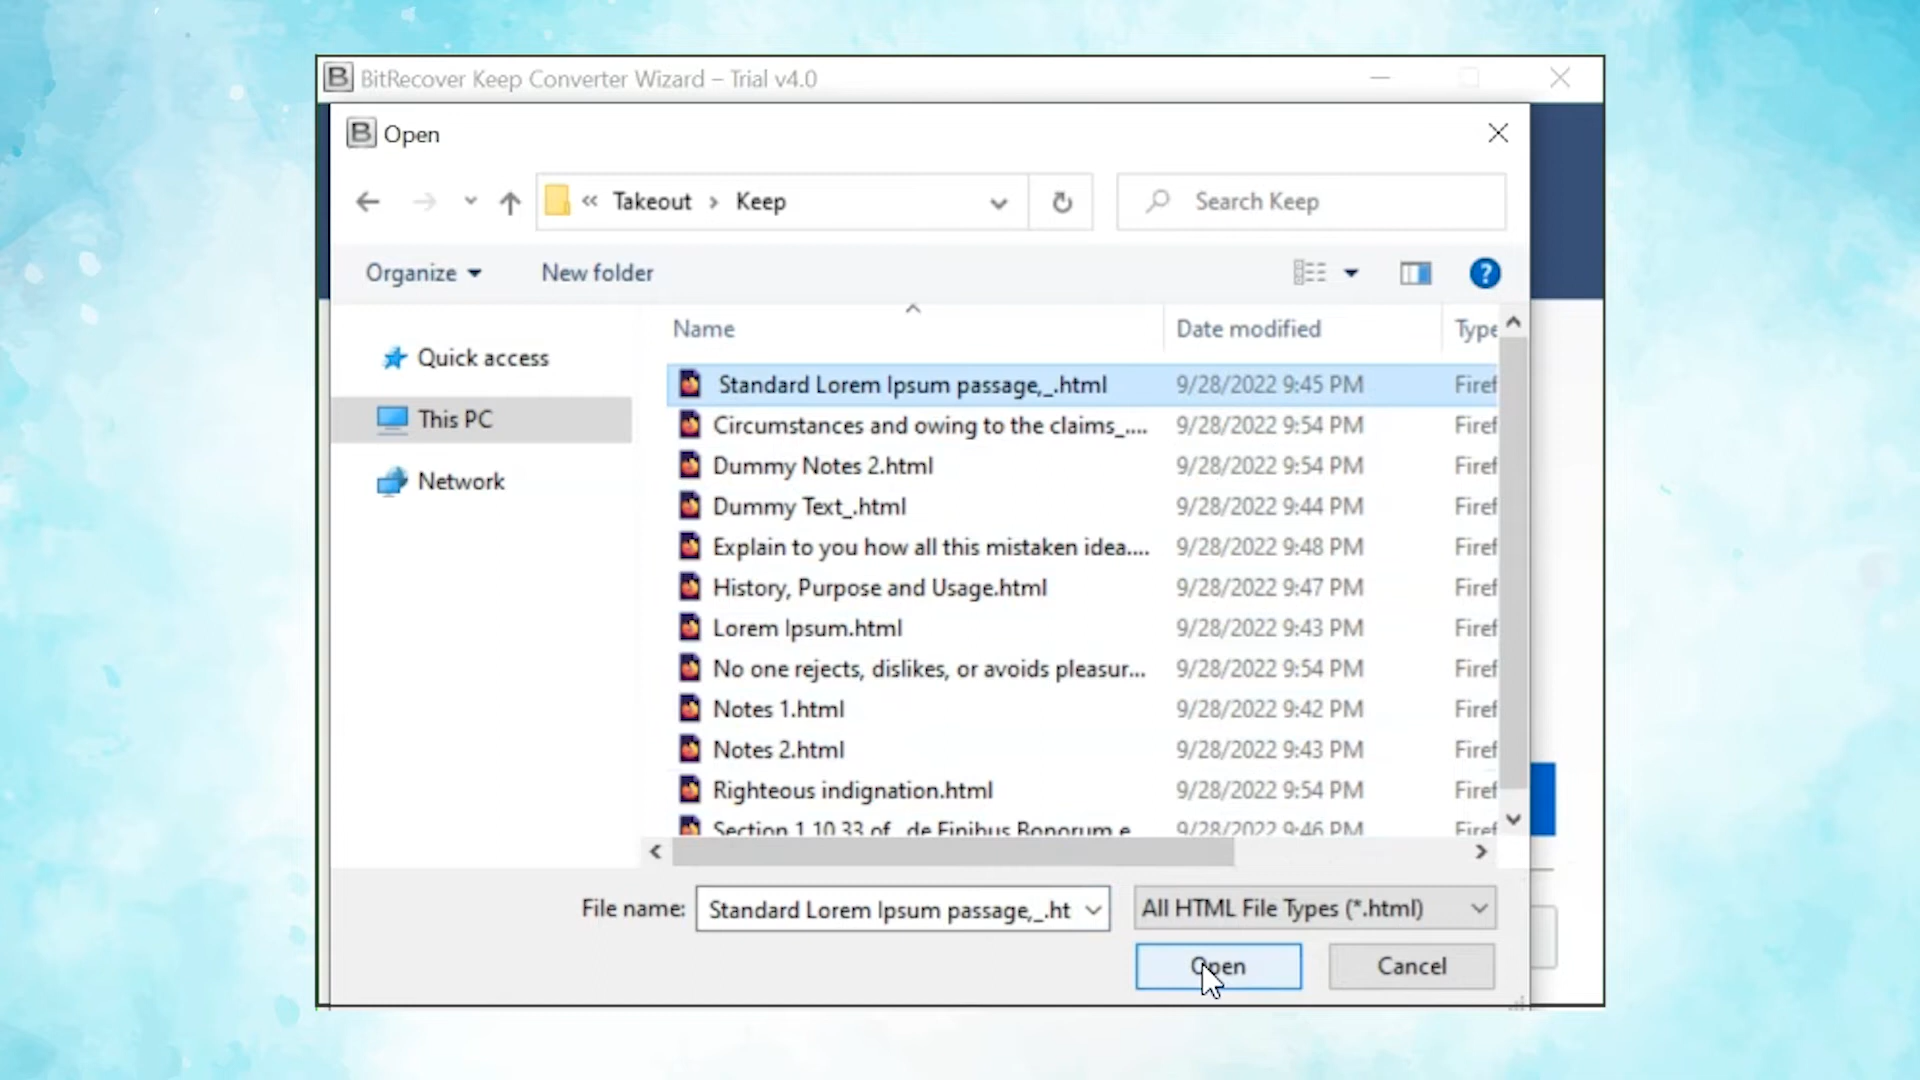 B BitRecover Keep Converter Wizard – Trial v4.0
B Open
« Takeout › Keep
Search Keep
Organize
New folder
?
Quick access
This PC
Network
Name Date modified Type
Standard Lorem Ipsum passage,_.html 9/28/2022 9:45 PM Firef
Circumstances and owing to the claims_.... 9/28/2022 9:54 PM Firef
Dummy Notes 2.html 9/28/2022 9:54 PM Firef
Dummy Text_.html 9/28/2022 9:44 PM Firef
Explain to you how all this mistaken idea.... 9/28/2022 9:48 PM Firef
History, Purpose and Usage.html 9/28/2022 9:47 PM Firef
Lorem Ipsum.html 9/28/2022 9:43 PM Firef
No one rejects, dislikes, or avoids pleasur... 9/28/2022 9:54 PM Firef
Notes 1.html 9/28/2022 9:42 PM Firef
Notes 2.html 9/28/2022 9:43 PM Firef
Righteous indignation.html 9/28/2022 9:54 PM Firef
Section 1.10.33 of _de Finibus Bonorum e 9/28/2022 9:46 PM Firef
File name: Standard Lorem Ipsum passage,_.ht
All HTML File Types (*.html)
Open
Cancel